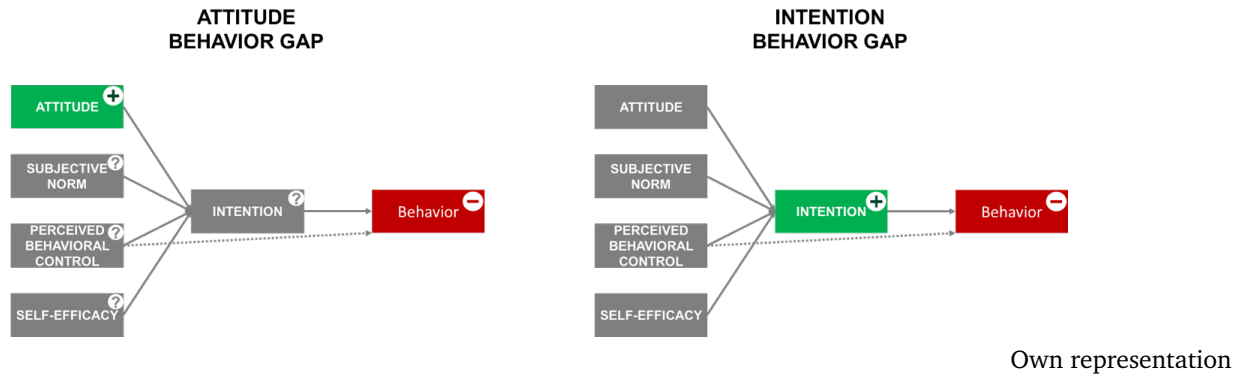 ATTITUDE
BEHAVIOR GAP
ATTITUDE +
SUBJECTIVE ?
NORM
PERCEIVED ?
BEHAVIORAL
CONTROL
SELF-EFFICACY ?
INTENTION ?
Behavior −
INTENTION
BEHAVIOR GAP
ATTITUDE
SUBJECTIVE
NORM
PERCEIVED
BEHAVIORAL
CONTROL
SELF-EFFICACY
INTENTION +
Behavior −
Own representation